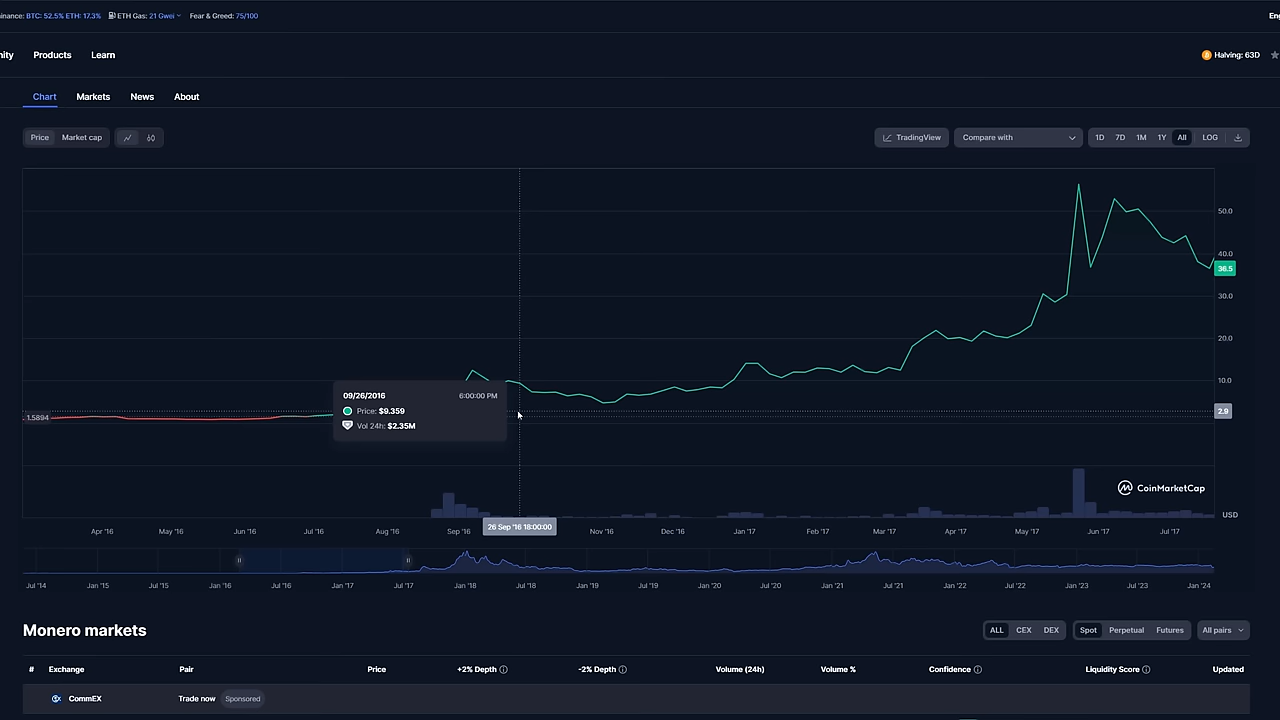 inance: BTC: 52.5% ETH: 17.3% ETH Gas: 21 Gwei Fear & Greed: 75/100 Eng
nity Products Learn Halving: 63D
Chart Markets News About
Price Market cap TradingView Compare with 1D 7D 1M 1Y All LOG
50.0
40.0
36.5
30.0
20.0
10.0
09/26/2016 6:00:00 PM
Price: $9.359
Vol 24h: $2.35M
2.9
1.5894
CoinMarketCap
USD
26 Sep '16 18:00:00
Apr '16 May '16 Jun '16 Jul '16 Aug '16 Sep '16 Nov '16 Dec '16 Jan '17 Feb '17 Mar '17 Apr '17 May '17 Jun '17 Jul '17
Jul '14 Jan '15 Jul '15 Jan '16 Jul '16 Jan '17 Jul '17 Jan '18 Jul '18 Jan '19 Jul '19 Jan '20 Jul '20 Jan '21 Jul '21 Jan '22 Jul '22 Jan '23 Jul '23 Jan '24
Monero markets ALL CEX DEX Spot Perpetual Futures All pairs
# Exchange Pair Price +2% Depth -2% Depth Volume (24h) Volume % Confidence Liquidity Score Updated
CommEX Trade now Sponsored